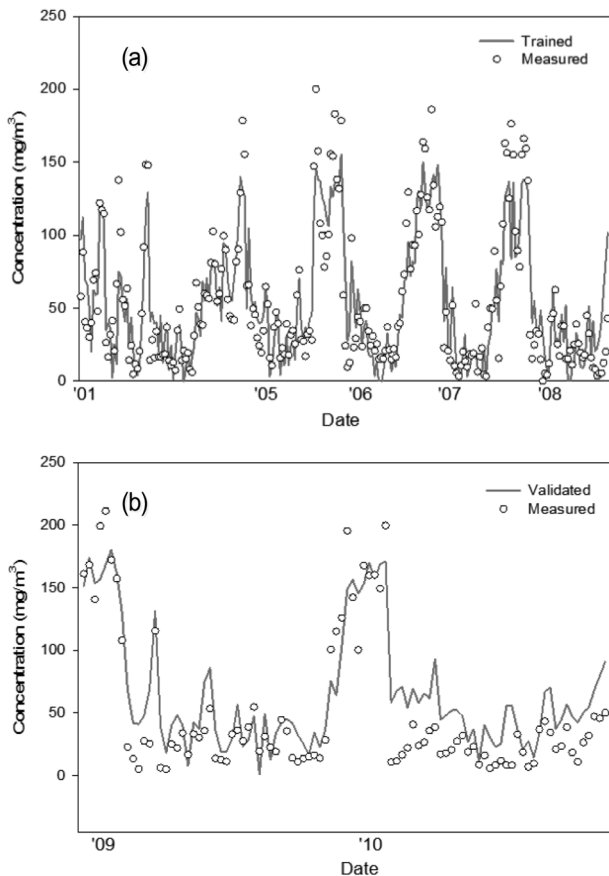 (a)
Trained
Measured
250
200
150
100
50
0
Concentration (mg/m³)
'01
'05
'06
'07
'08
Date
(b)
Validated
Measured
250
200
150
100
50
0
Concentration (mg/m³)
'09
'10
Date